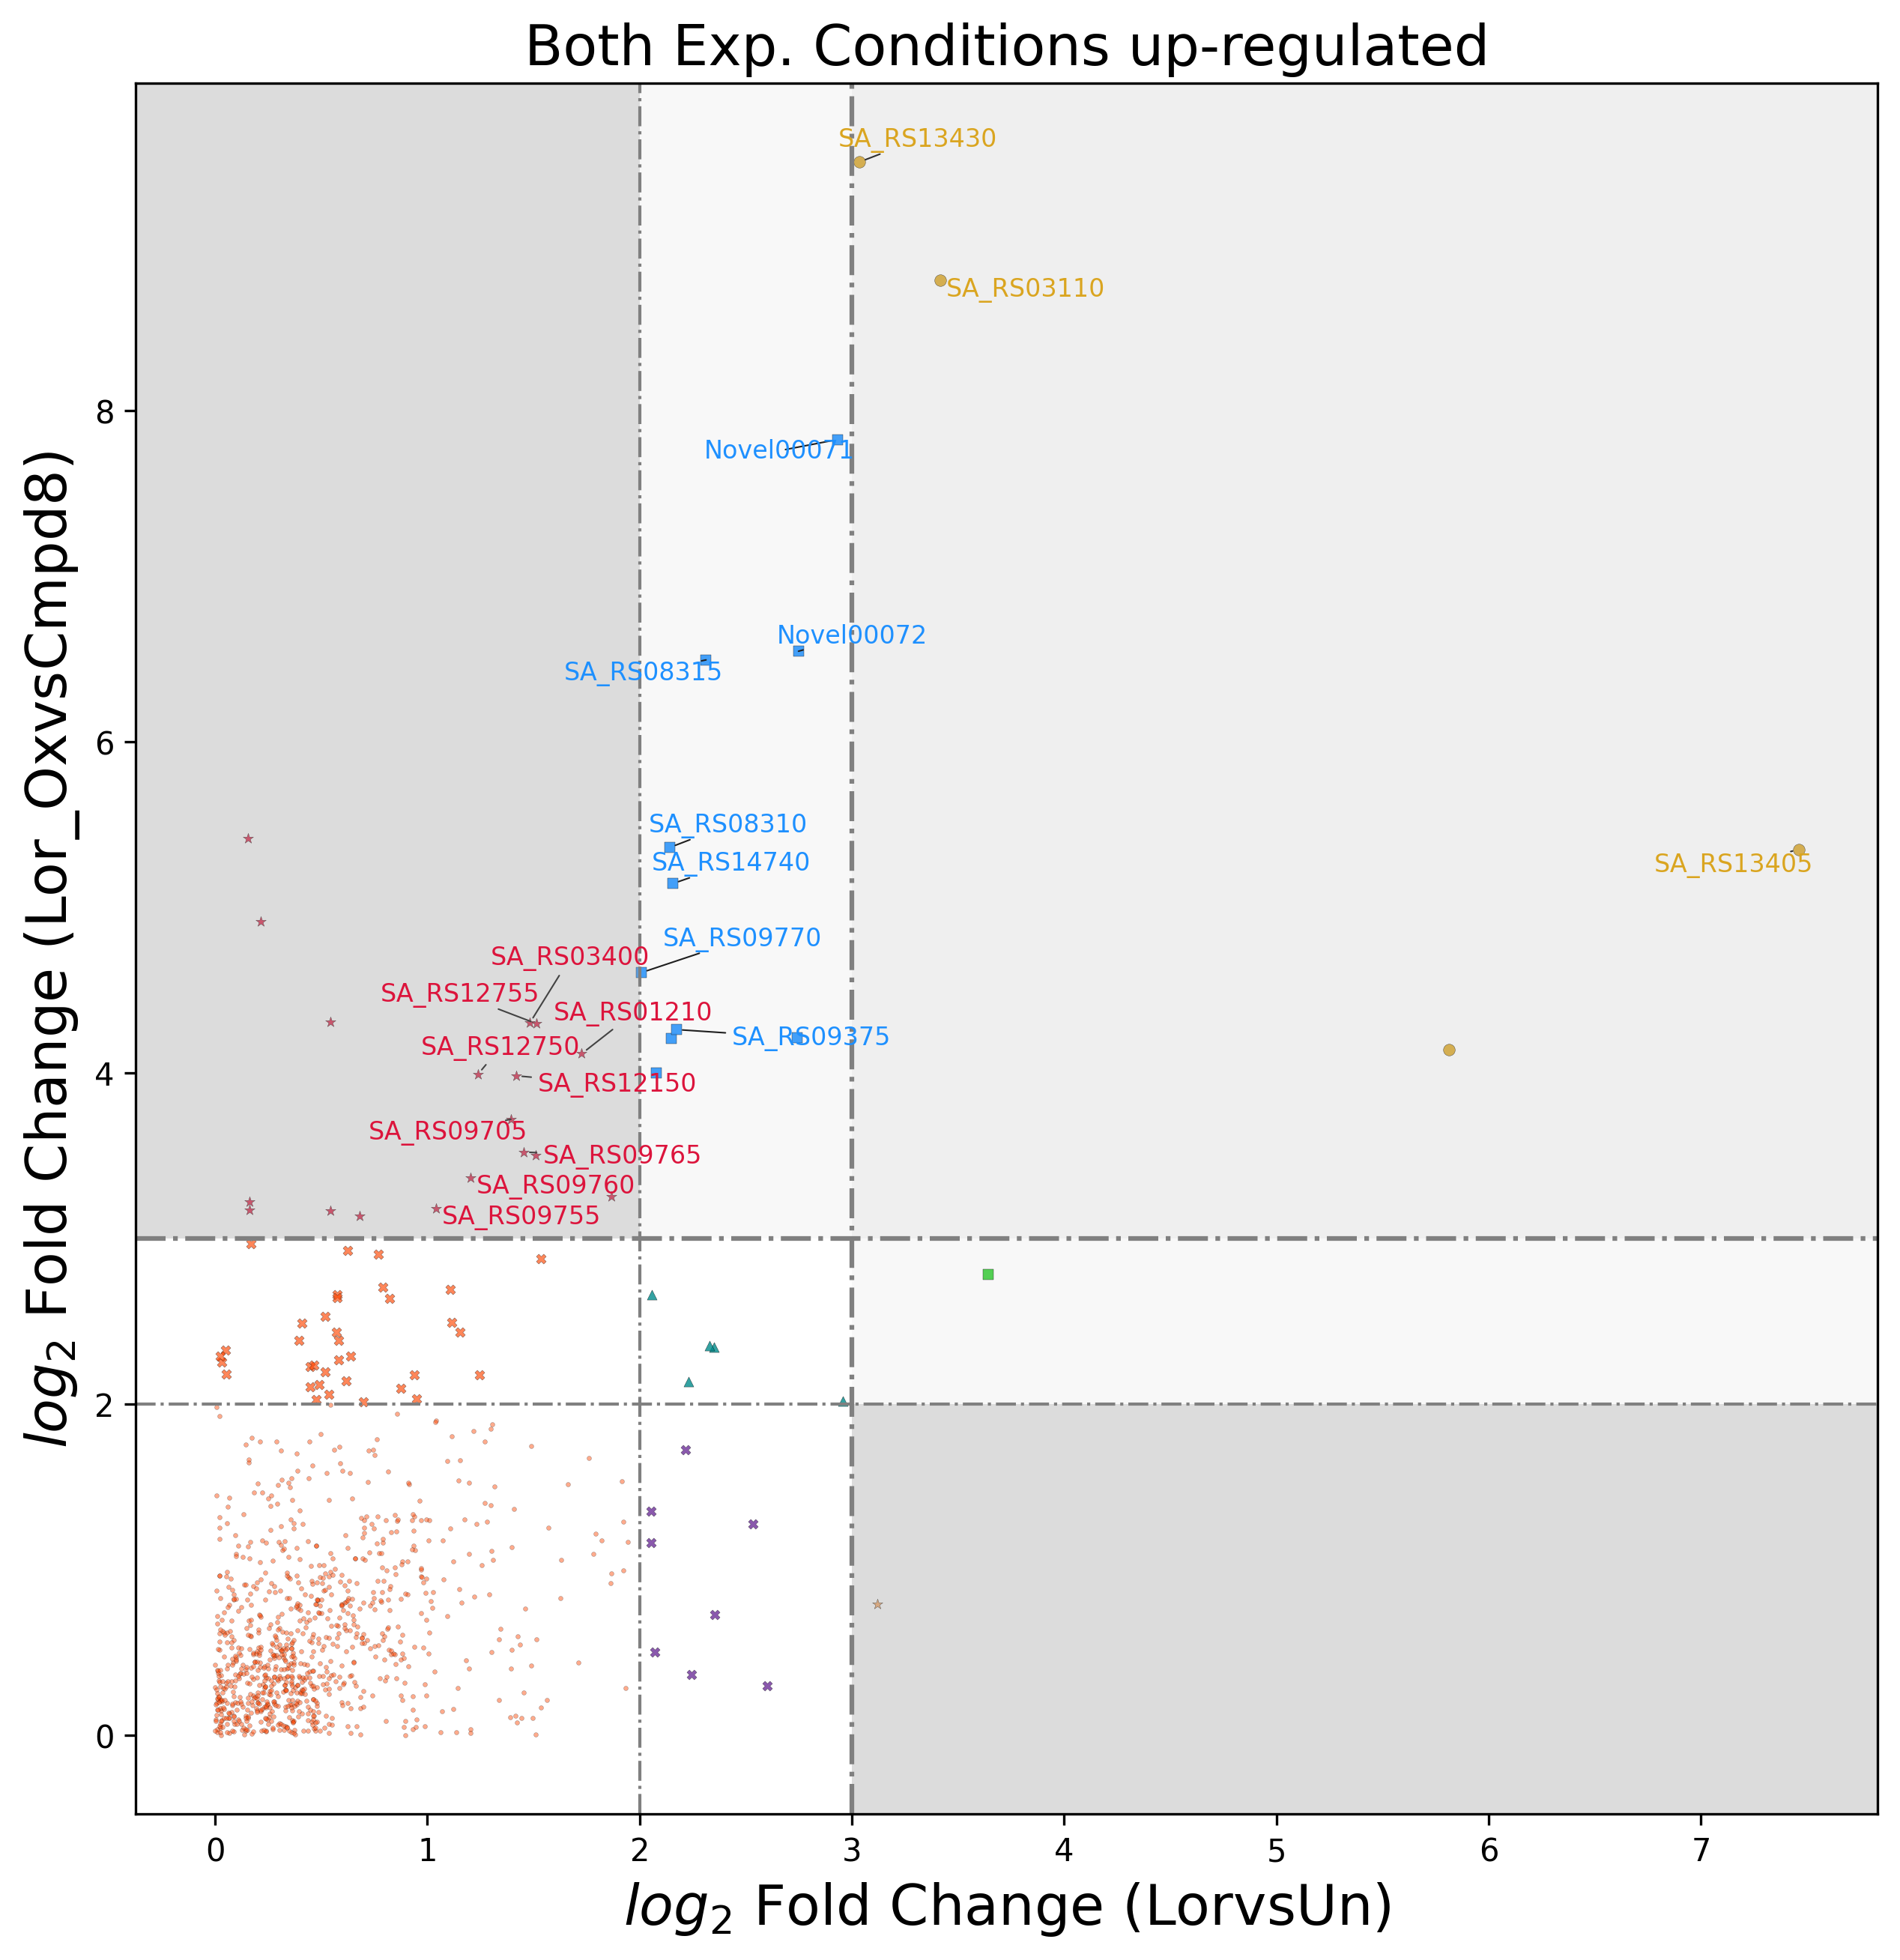 Both Exp. Conditions up-regulated
SA_RS13430
SA_RS03110
8
Novel00071
Novel00072
SA_RS08315
6
SA_RS08310
SA_RS14740
SA_RS13405
SA_RS09770
SA_RS03400
SA_RS12755
SA_RS01210
SA_RS09375
SA_RS12750
4
SA_RS12150
SA_RS09705
SA_RS09765
SA_RS09760
SA_RS09755
2
0
log2 Fold Change (Lor_OxvsCmpd8)
0 1 2 3 4 5 6 7
log2 Fold Change (LorvsUn)